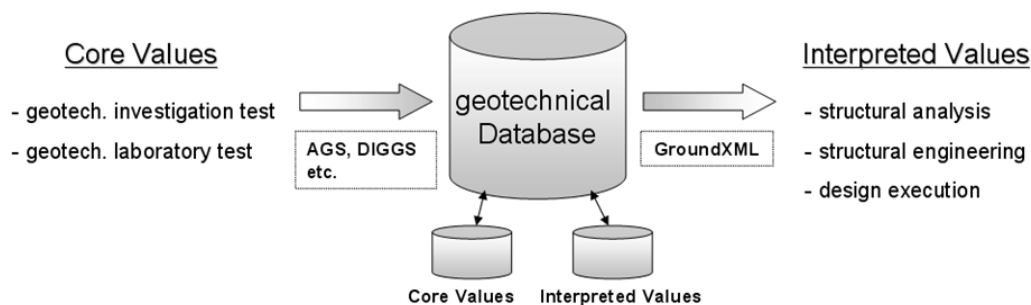 Core Values
- geotech. investigation test
- geotech. laboratory test
AGS, DIGGS
etc.
geotechnical
Database
GroundXML
Interpreted Values
- structural analysis
- structural engineering
- design execution
Core Values
Interpreted Values